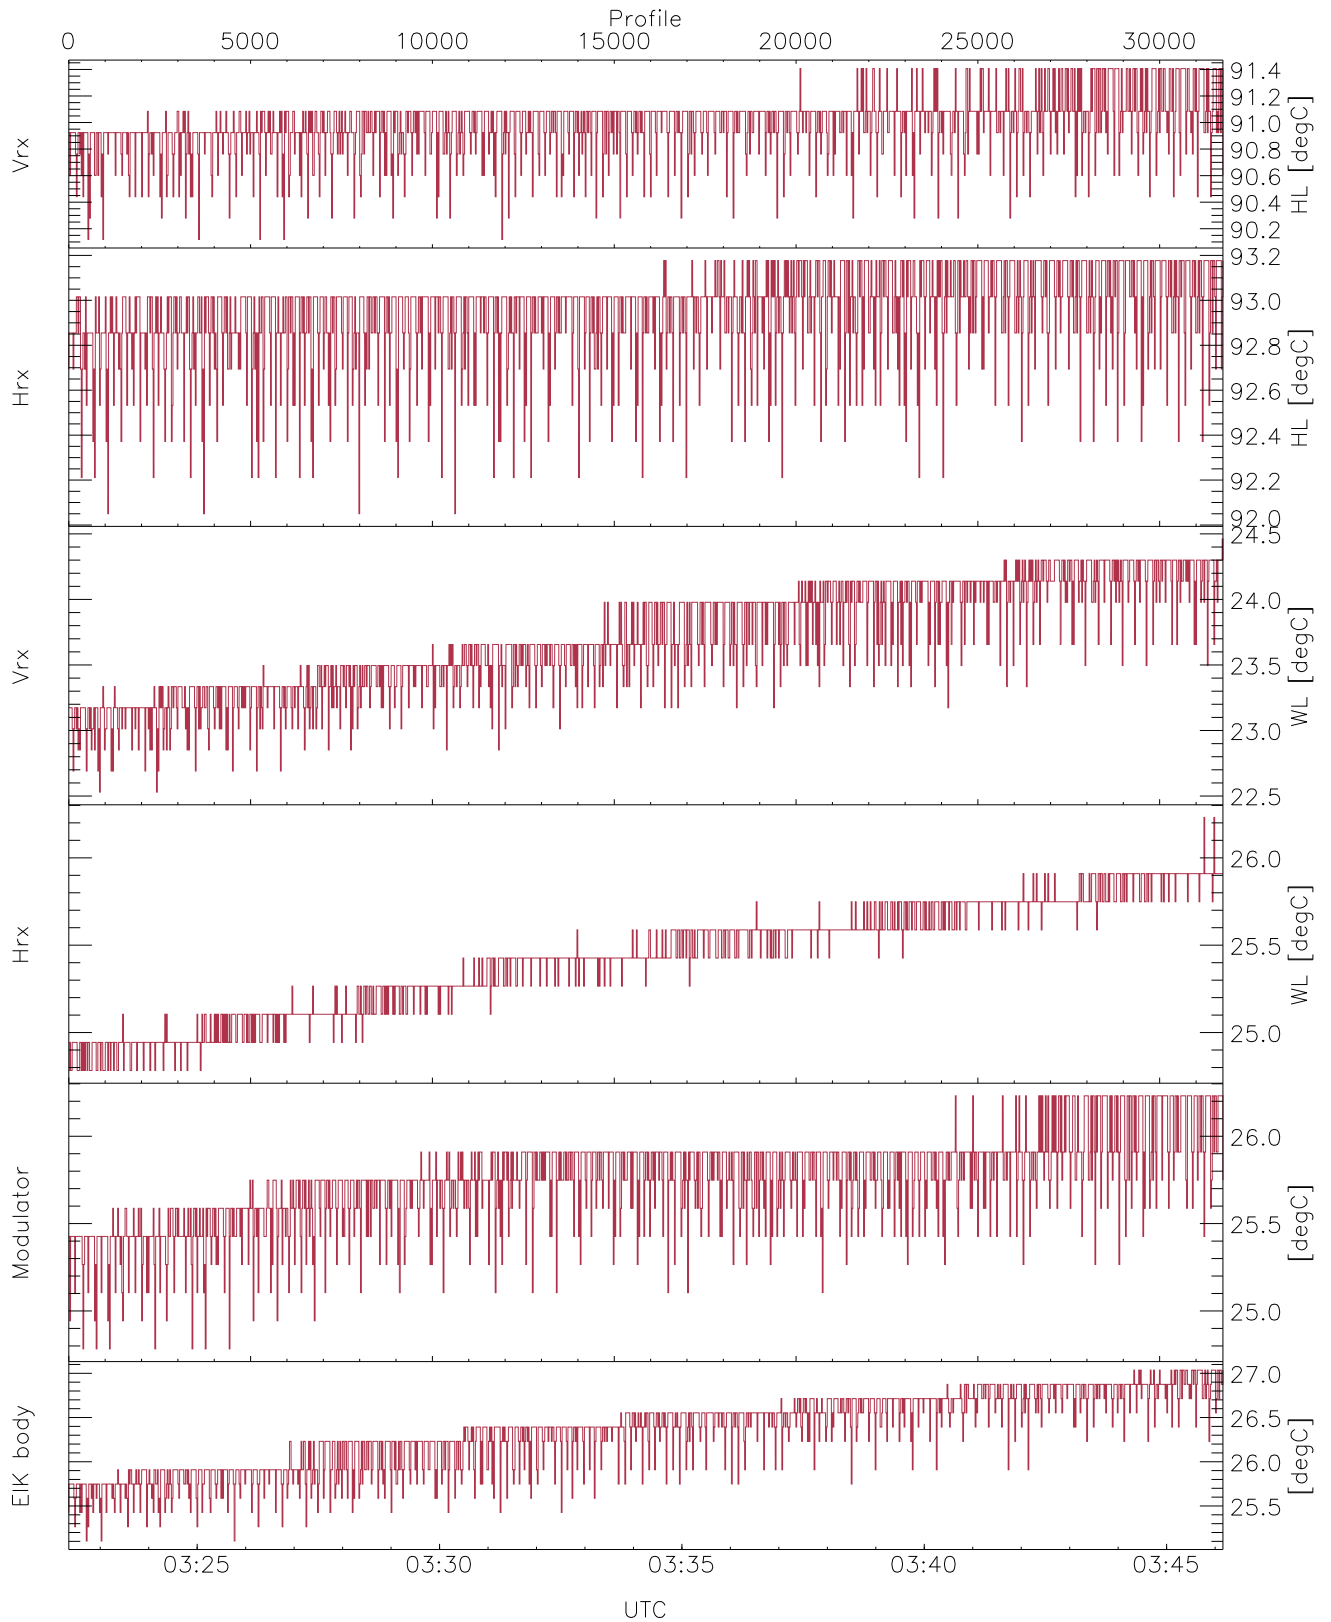 Profile
0 5000 10000 15000 20000 25000 30000
Vrx
91.4
91.2
91.0
90.8
90.6
90.4
90.2
HL [degC]
Hrx
93.2
93.0
92.8
92.6
92.4
92.2
92.0
HL [degC]
Vrx
24.5
24.0
23.5
23.0
22.5
WL [degC]
Hrx
26.0
25.5
25.0
WL [degC]
Modulator
26.0
25.5
25.0
[degC]
EIK body
27.0
26.5
26.0
25.5
[degC]
03:25 03:30 03:35 03:40 03:45
UTC